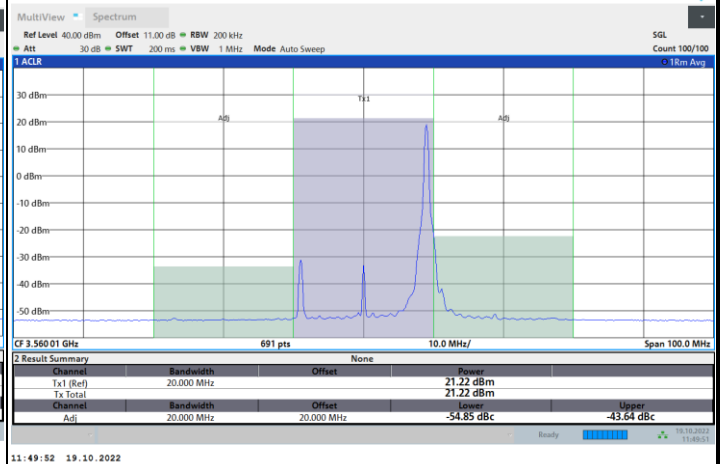 MultiView Spectrum
Ref Level 40.00 dBm Offset 11.00 dB RBW 200 kHz SGL
Att 30 dB SWT 200 ms VBW 1 MHz Mode Auto Sweep Count 100/100
1 ACLR 1Rm Avg
Tx1
Adj Adj
30 dBm
20 dBm
10 dBm
0 dBm
-10 dBm
-20 dBm
-30 dBm
-40 dBm
-50 dBm
CF 3.56001 GHz 691 pts 10.0 MHz/ Span 100.0 MHz
2 Result Summary None
Channel Bandwidth Offset Power
Tx1 (Ref) 20.000 MHz 21.22 dBm
Tx Total 21.22 dBm
Channel Bandwidth Offset Lower Upper
Adj 20.000 MHz 20.000 MHz -54.85 dBc -43.64 dBc
Ready 19.10.2022
11:49:51
11:49:52 19.10.2022